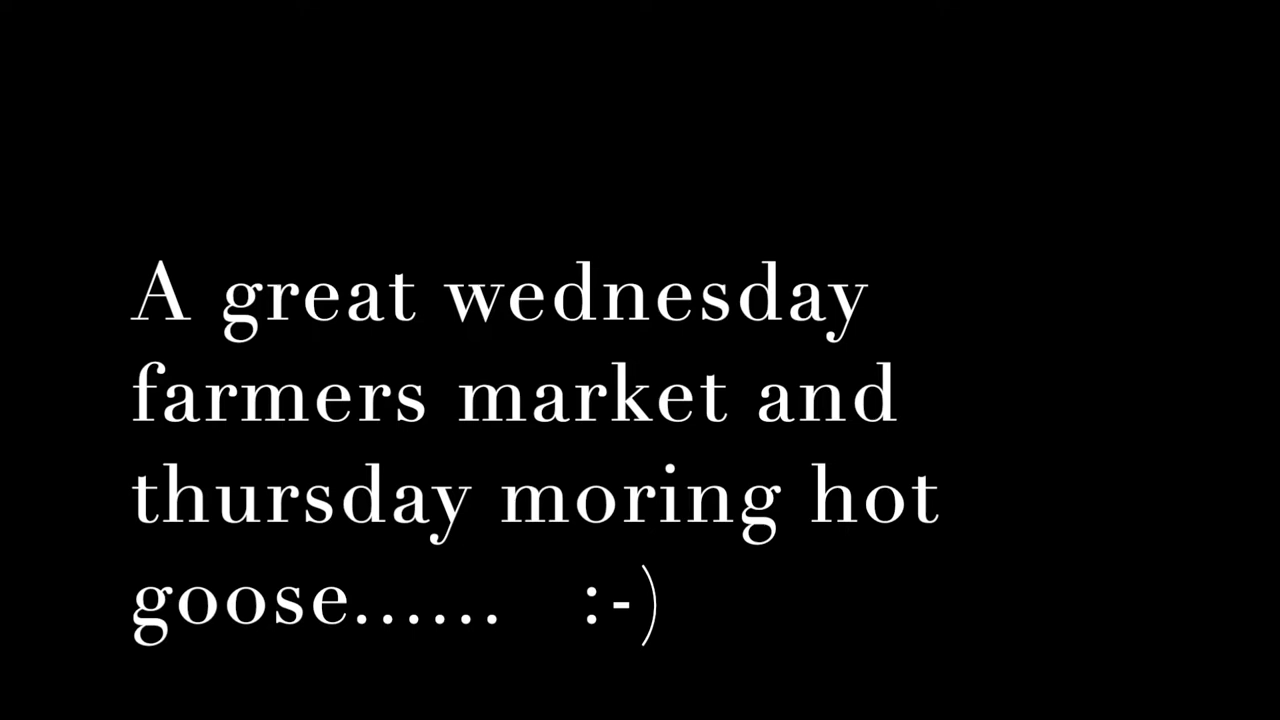 A great wednesday
farmers market and
thursday moring hot
goose...... :-)